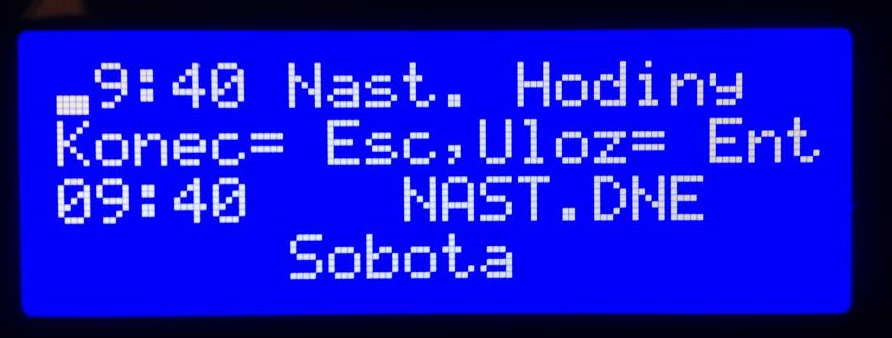 _9:40 Nast. Hodiny
Konec= Esc,Uloz= Ent
09:40 NAST.DNE
Sobota